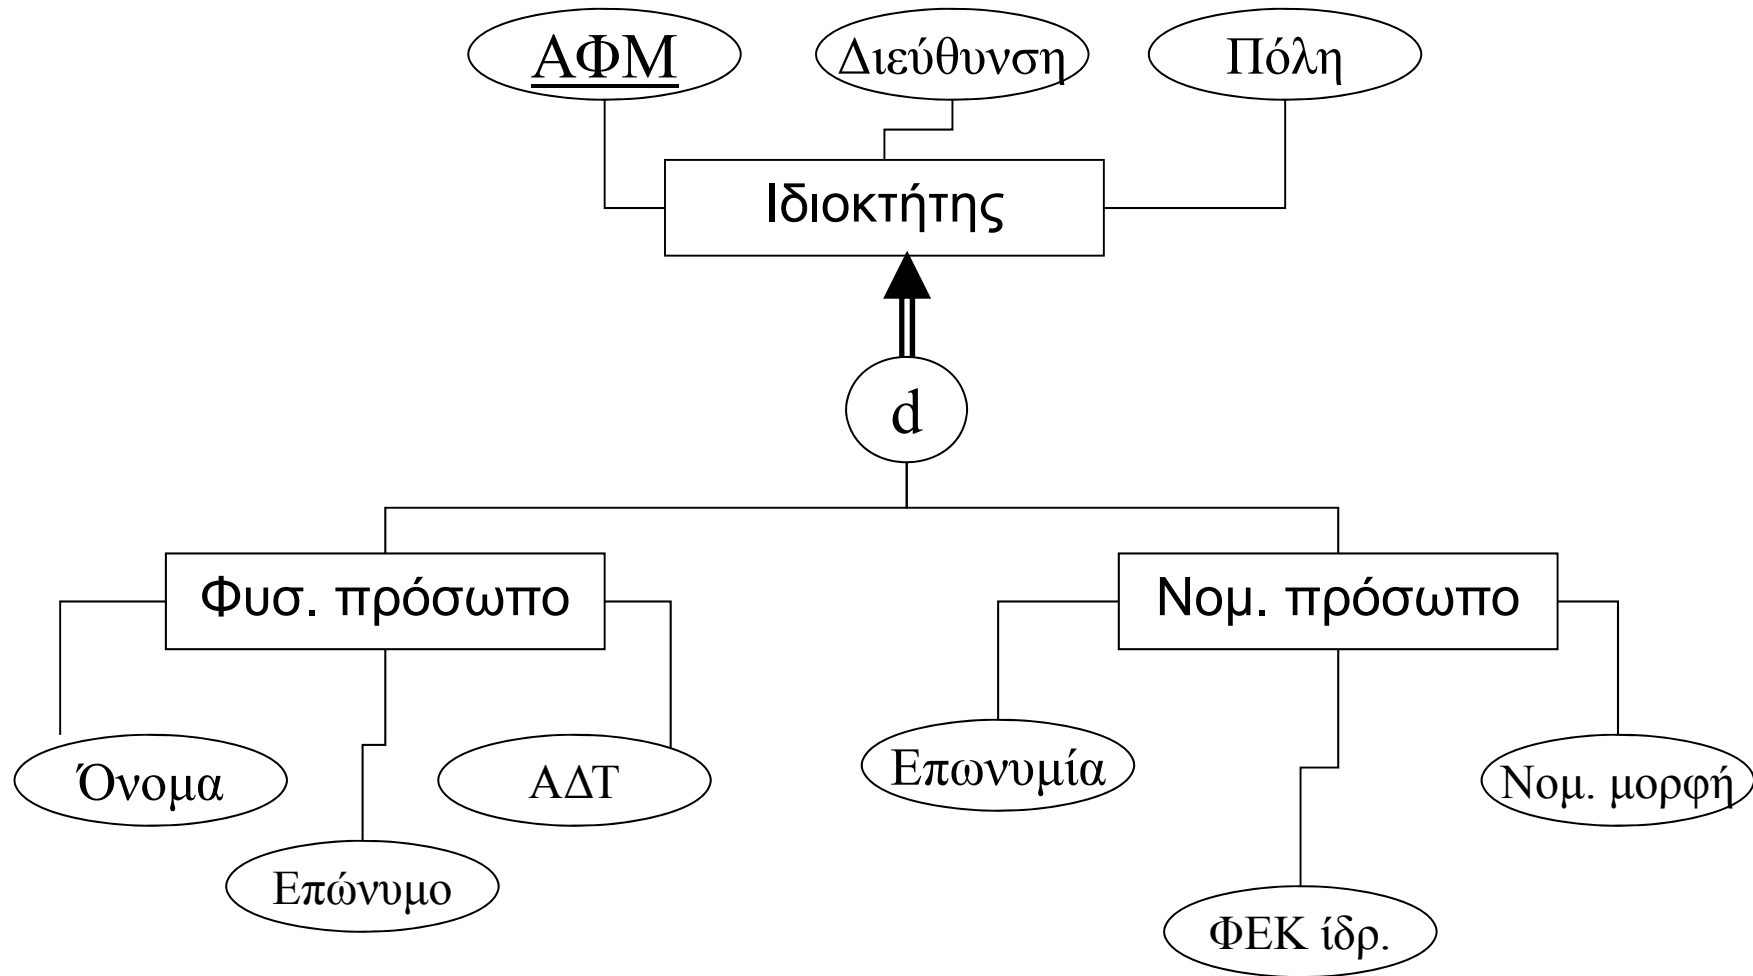 ΑΦΜ
Διεύθυνση
Πόλη
Ιδιοκτήτης
d
Φυσ. πρόσωπο
Νομ. πρόσωπο
Όνομα
ΑΔΤ
Επώνυμο
Επωνυμία
Νομ. μορφή
ΦΕΚ ίδρ.